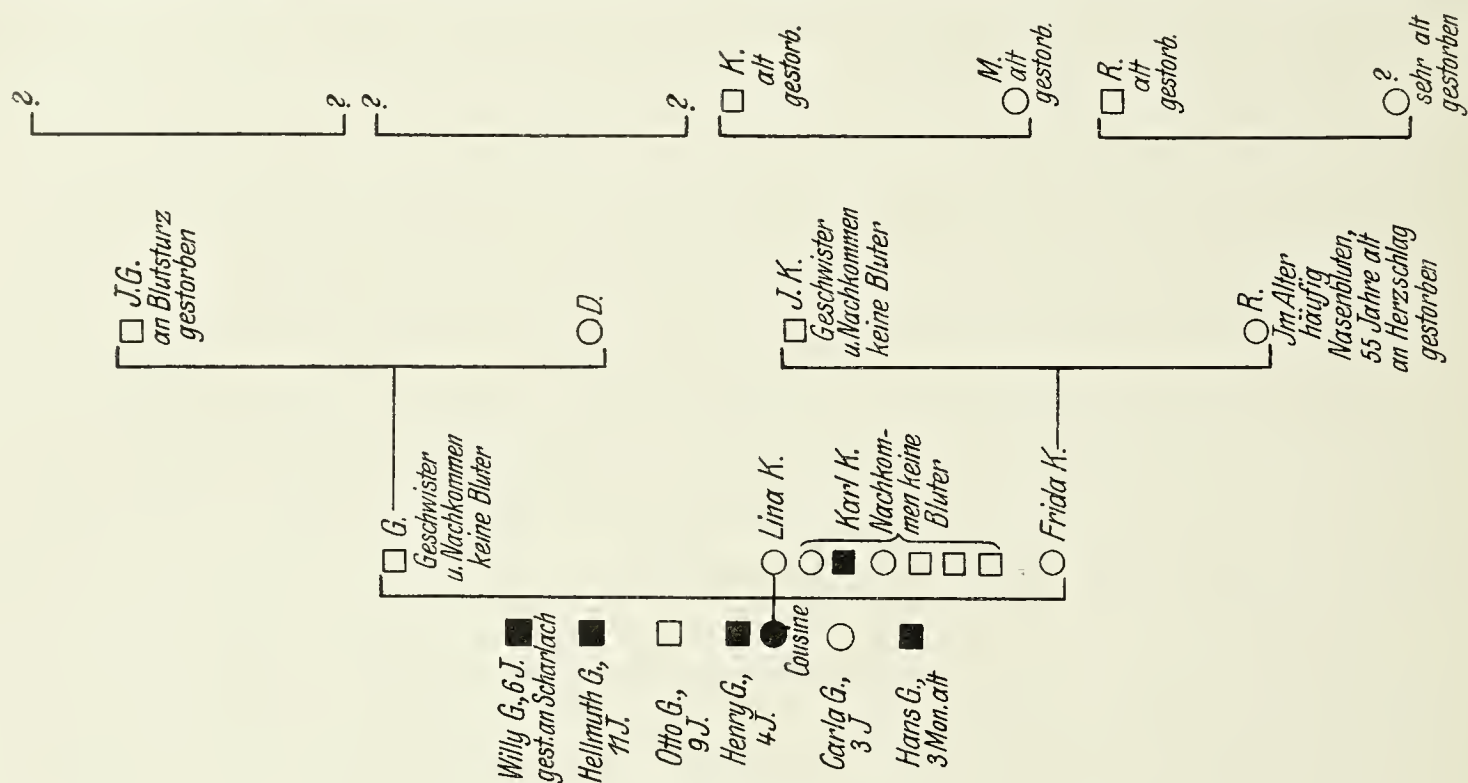 ?.
?.
?.
?.
K.
alt
gestorb.
M.
alt
gestorb.
R.
alt
gestorb.
?
sehr alt
gestorben
J.G.
an Blutsturz
gestorben
D.
J.K.
Geschwister
u.Nachkommen
keine Bluter
R.
Jm Alter
häufig
Nasenbluten,
55 Jahre alt
an Herzschlag
gestorben
G.
Geschwister
u.Nachkommen
keine Bluter
Lina K.
Karl K.
Nachkom-
men keine
Bluter
Frida K.
Willy G., 6 J.
gest. an Scharlach
Hellmuth G.,
11 J.
Otto G.,
9 J.
Henry G.,
4 J.
Cousine
Carla G.,
3 J
Hans G.,
3 Mon. alt